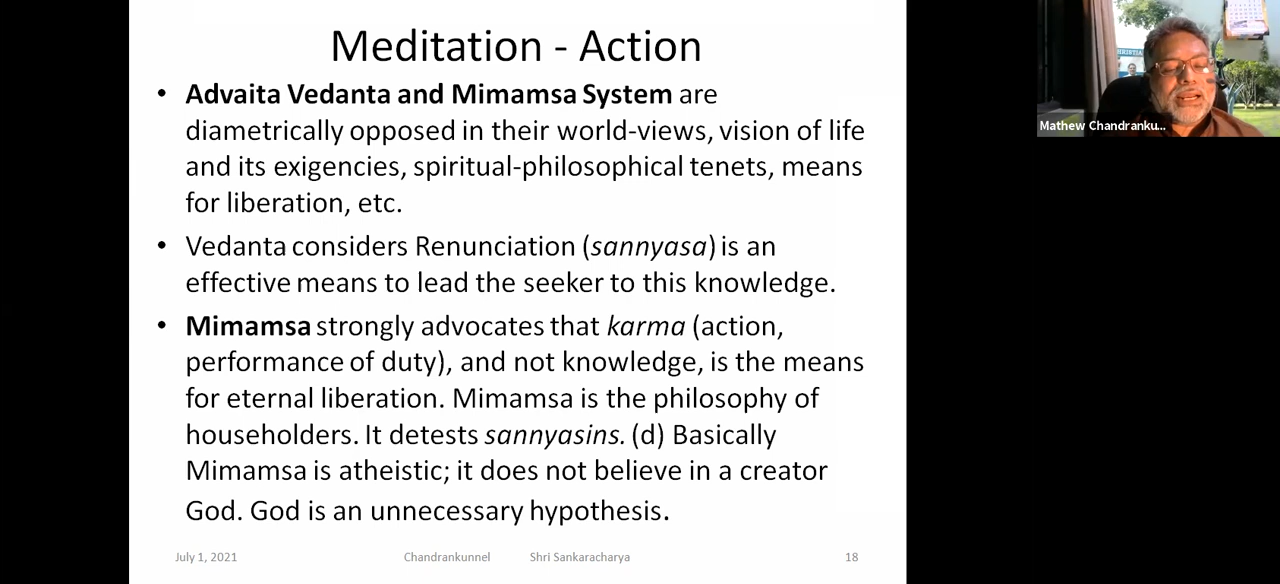 Meditation - Action
• Advaita Vedanta and Mimamsa System are
diametrically opposed in their world-views, vision of life
and its exigencies, spiritual-philosophical tenets, means
for liberation, etc.
• Vedanta considers Renunciation (sannyasa) is an
effective means to lead the seeker to this knowledge.
• Mimamsa strongly advocates that karma (action,
performance of duty), and not knowledge, is the means
for eternal liberation. Mimamsa is the philosophy of
householders. It detests sannyasins. (d) Basically
Mimamsa is atheistic; it does not believe in a creator
God. God is an unnecessary hypothesis.
July 1, 2021 Chandrankunnel Shri Sankaracharya 18
Mathew Chandranku...